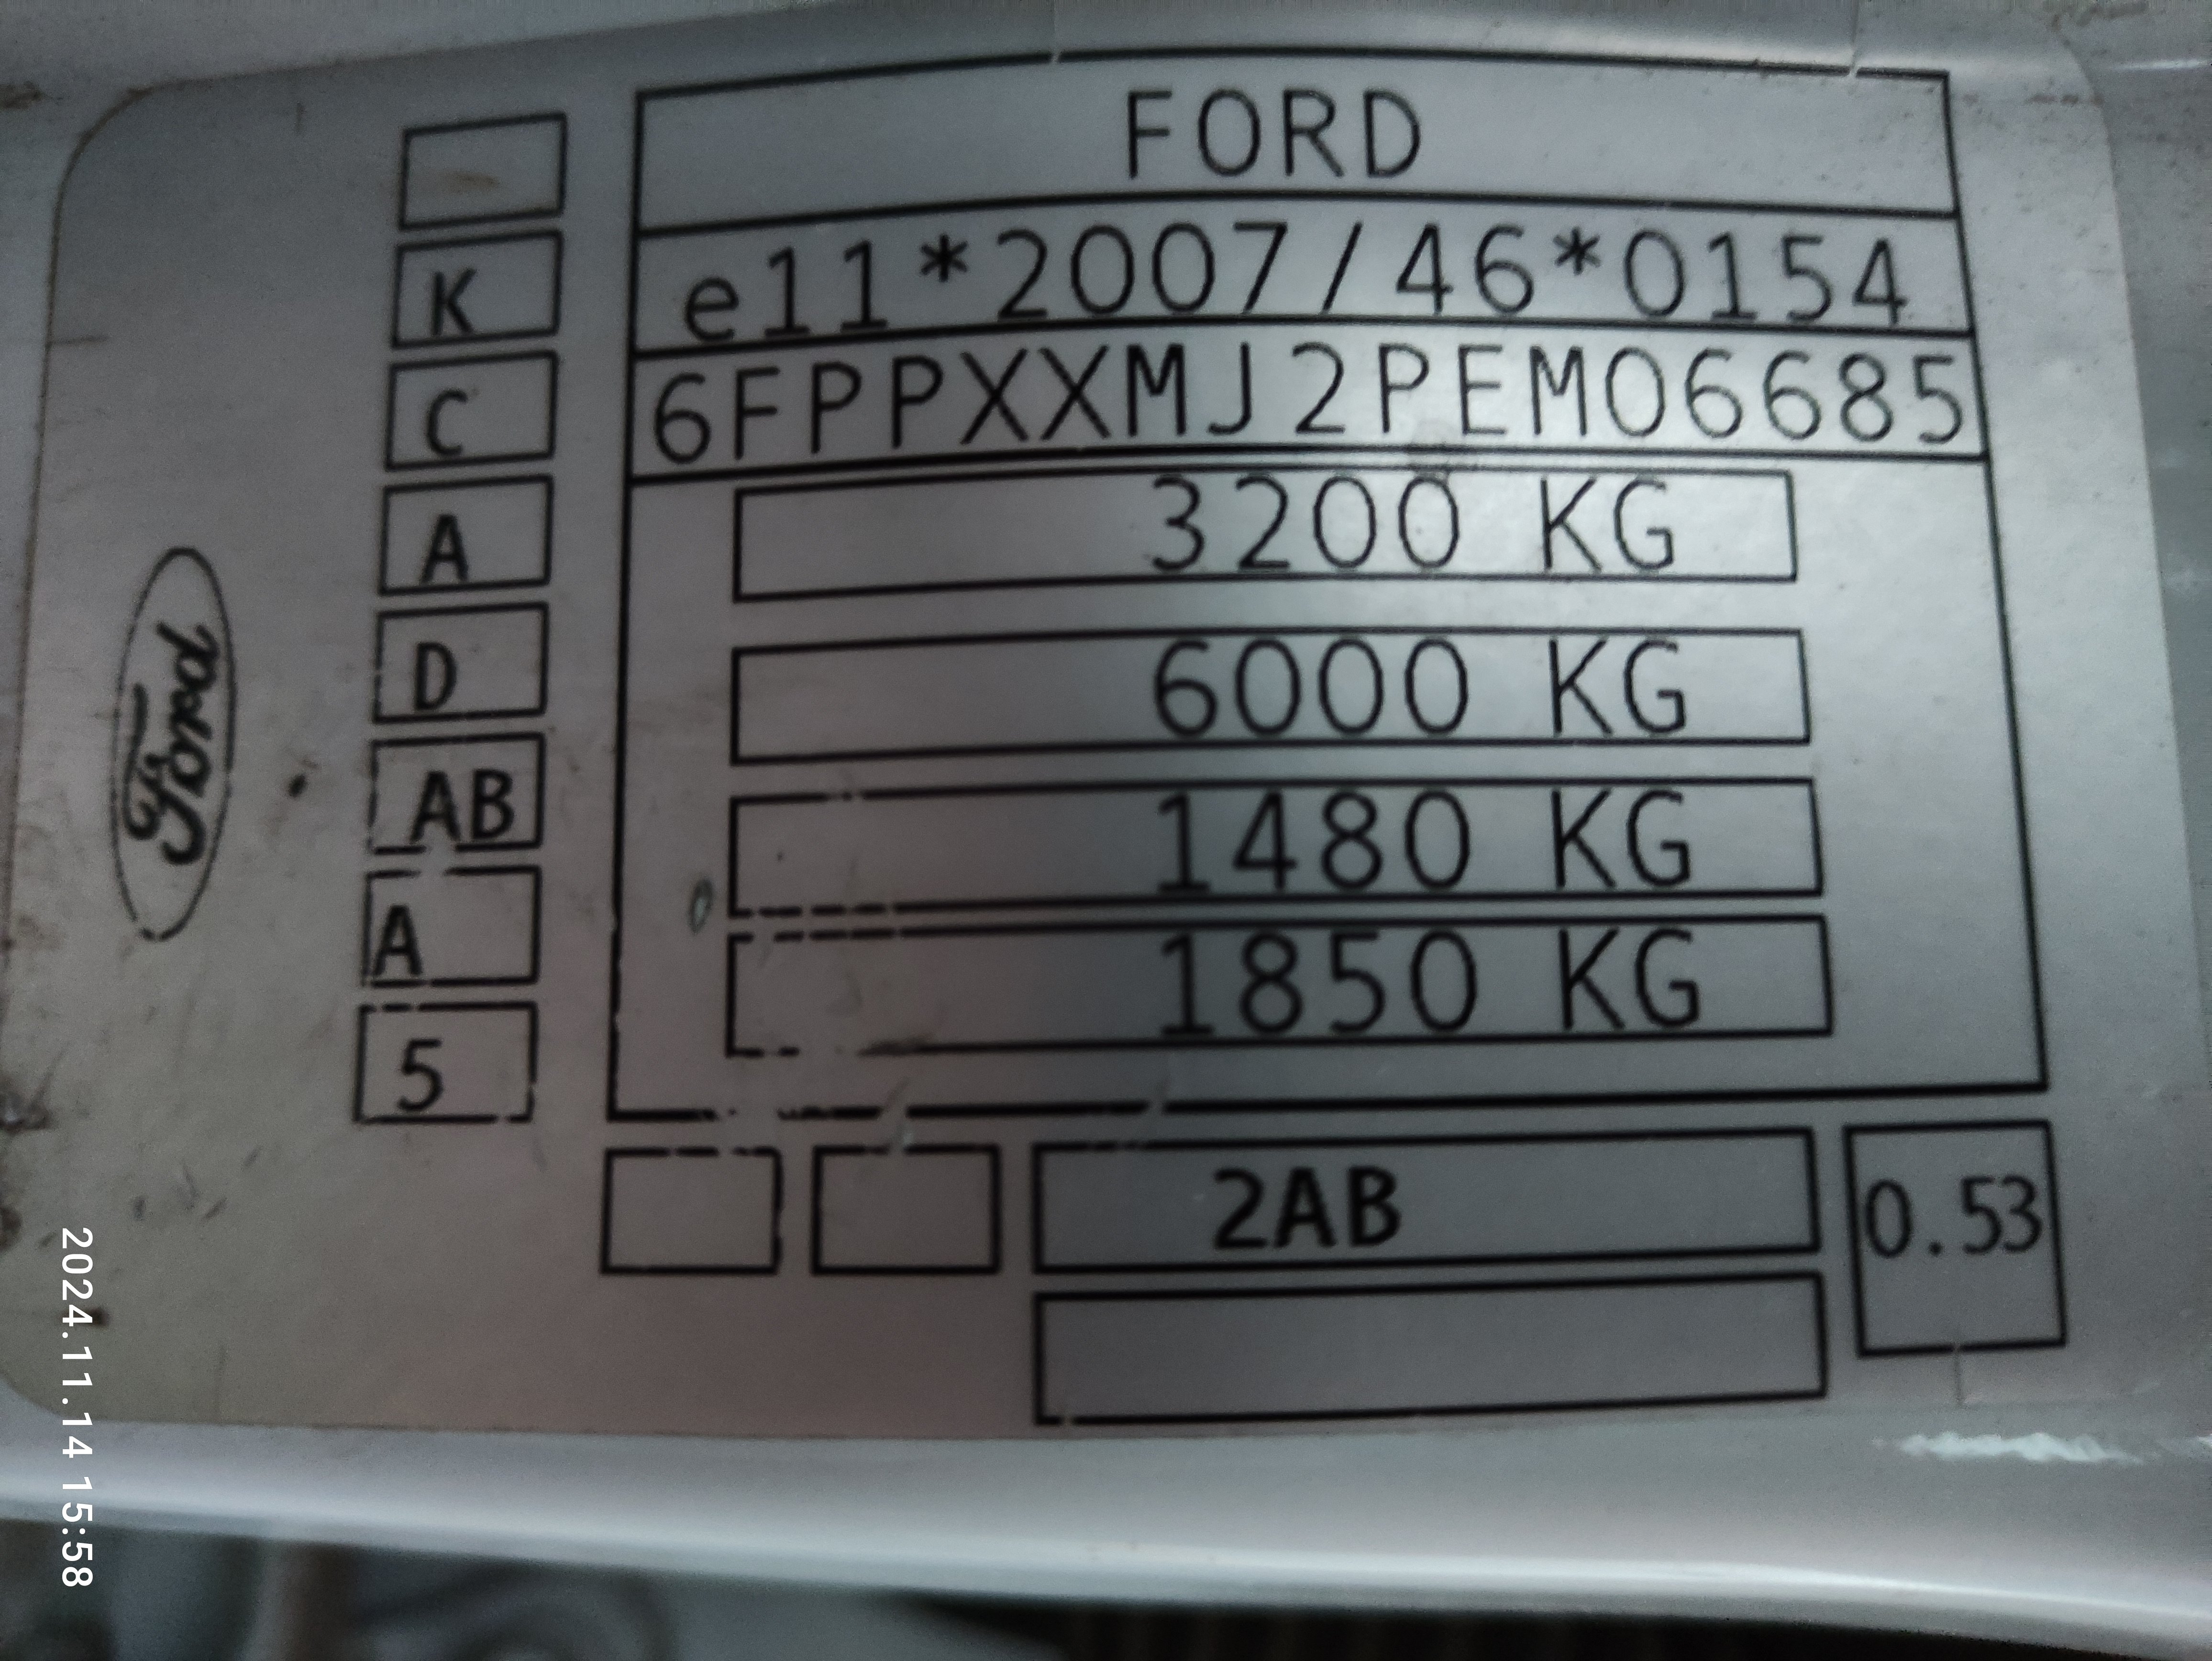 FORD
e11*2007/46*0154
6FPPXXMJ2PEM06685
3200 KG
6000 KG
1480 KG
1850 KG
K
C
A
D
AB
A
5
2AB
0.53
Ford
2024.11.14 15:58